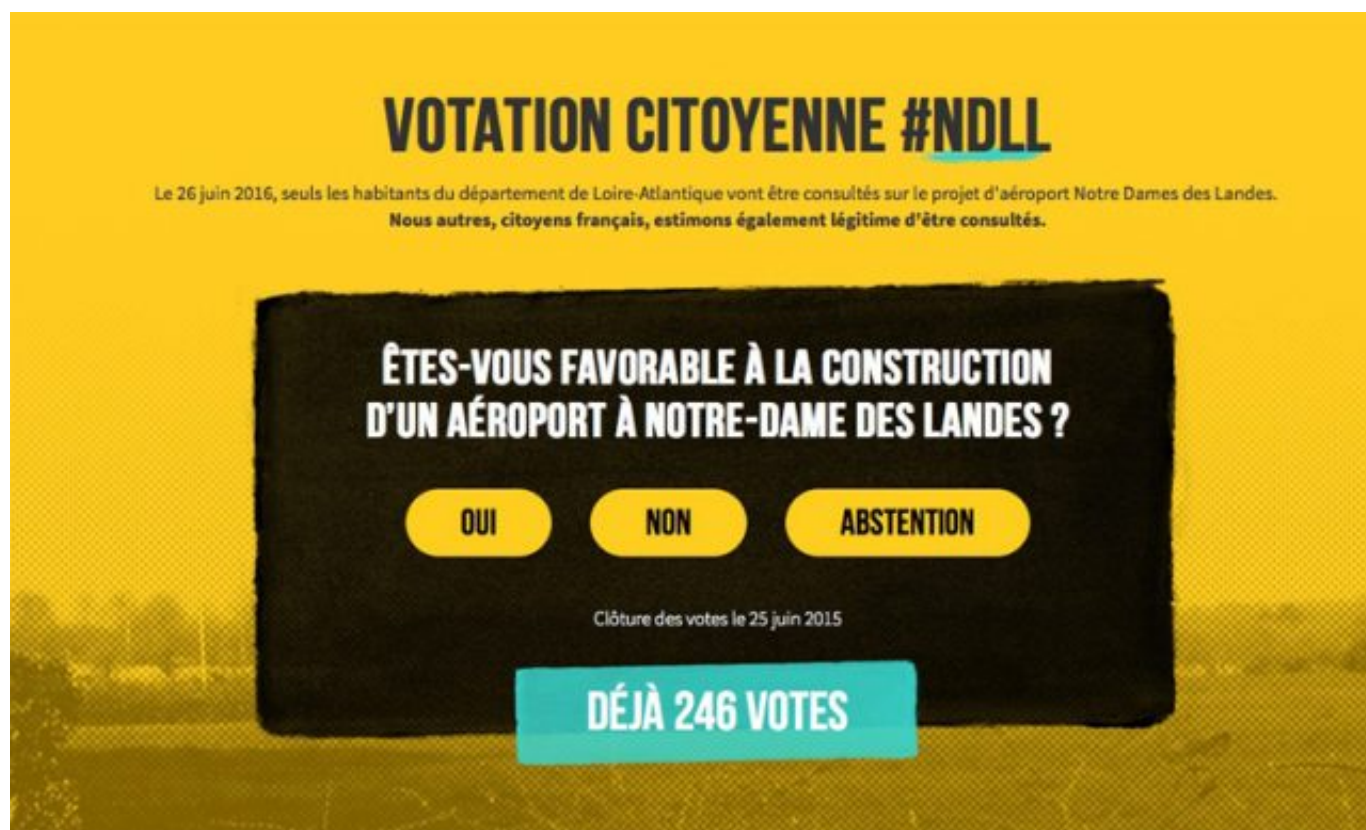 VOTATION CITOYENNE #NDLL
Le 26 juin 2016, seuls les habitants du département de Loire-Atlantique vont être consultés sur le projet d'aéroport Notre Dames des Landes.
Nous autres, citoyens français, estimons également légitime d'être consultés.
ÊTES-VOUS FAVORABLE À LA CONSTRUCTION
D'UN AÉROPORT À NOTRE-DAME DES LANDES ?
OUI NON ABSTENTION
Clôture des votes le 25 juin 2015
DÉJÀ 246 VOTES